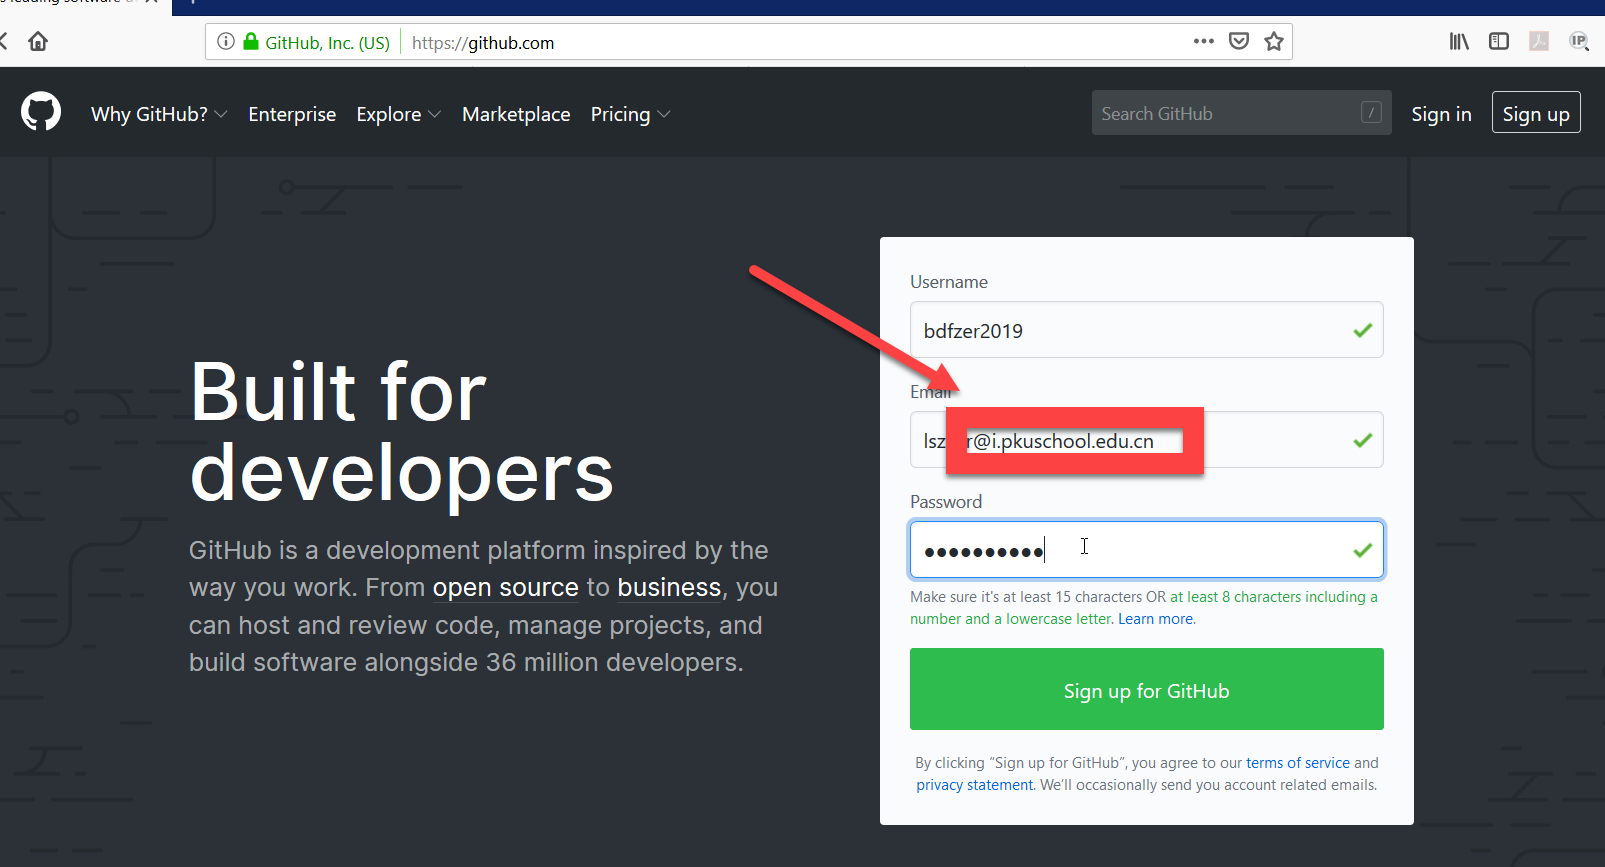 GitHub, Inc. (US) https://github.com
Why GitHub? Enterprise Explore Marketplace Pricing
Search GitHub / Sign in Sign up
Built for
developers
GitHub is a development platform inspired by the
way you work. From open source to business, you
can host and review code, manage projects, and
build software alongside 36 million developers.
Username
bdfzer2019
Email
r@i.pkuschool.edu.cn
Password
••••••••••
Make sure it's at least 15 characters OR at least 8 characters including a
number and a lowercase letter. Learn more.
Sign up for GitHub
By clicking “Sign up for GitHub”, you agree to our terms of service and
privacy statement. We’ll occasionally send you account related emails.